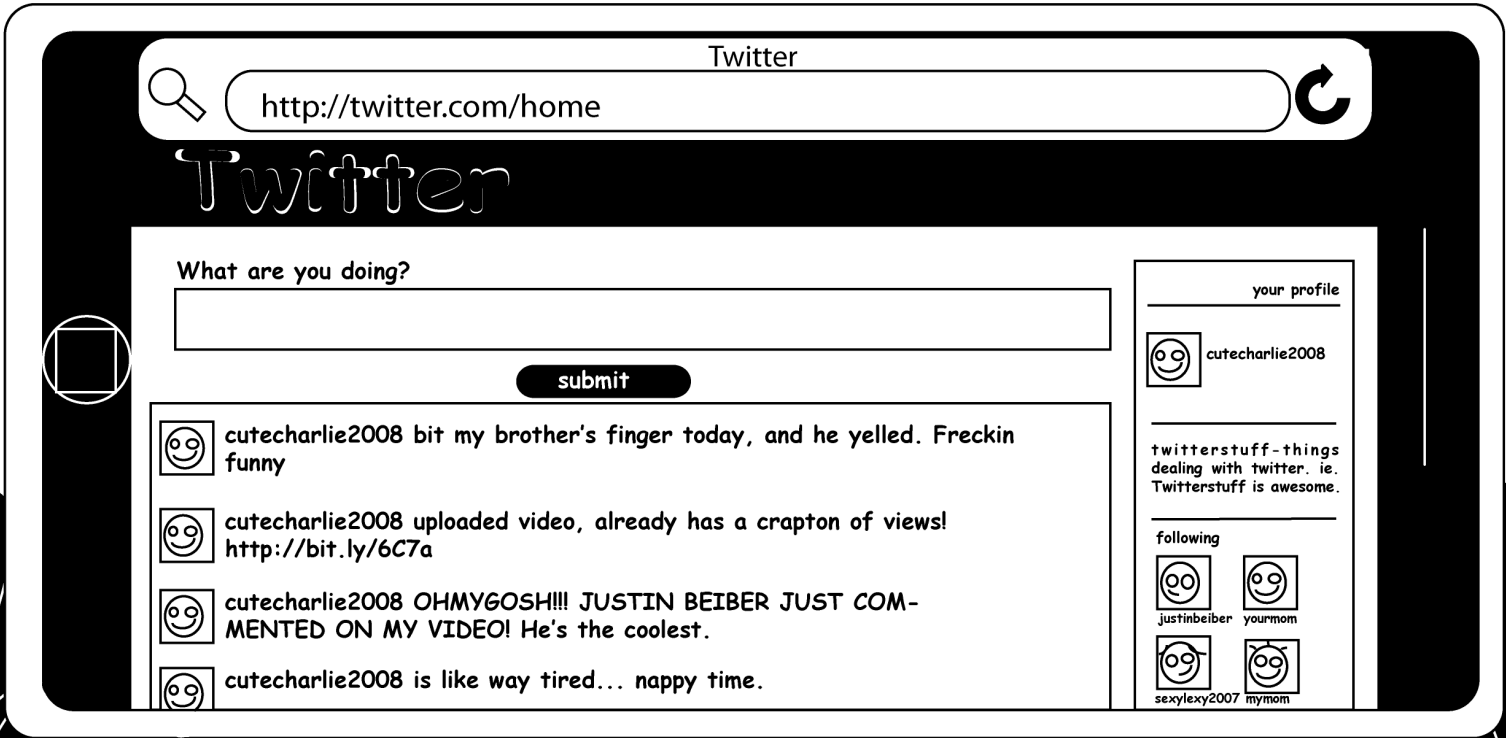 Twitter
http://twitter.com/home
Twitter
What are you doing?
submit
cutecharlie2008 bit my brother's finger today, and he yelled. Freckin
funny
cutecharlie2008 uploaded video, already has a crapton of views!
http://bit.ly/6C7a
cutecharlie2008 OHMYGOSH!!! JUSTIN BEIBER JUST COM-
MENTED ON MY VIDEO! He's the coolest.
cutecharlie2008 is like way tired... nappy time.
your profile
cutecharlie2008
twitterstuff-things
dealing with twitter. ie.
Twitterstuff is awesome.
following
justinbeiber yourmom
sexylexy2007 mymom